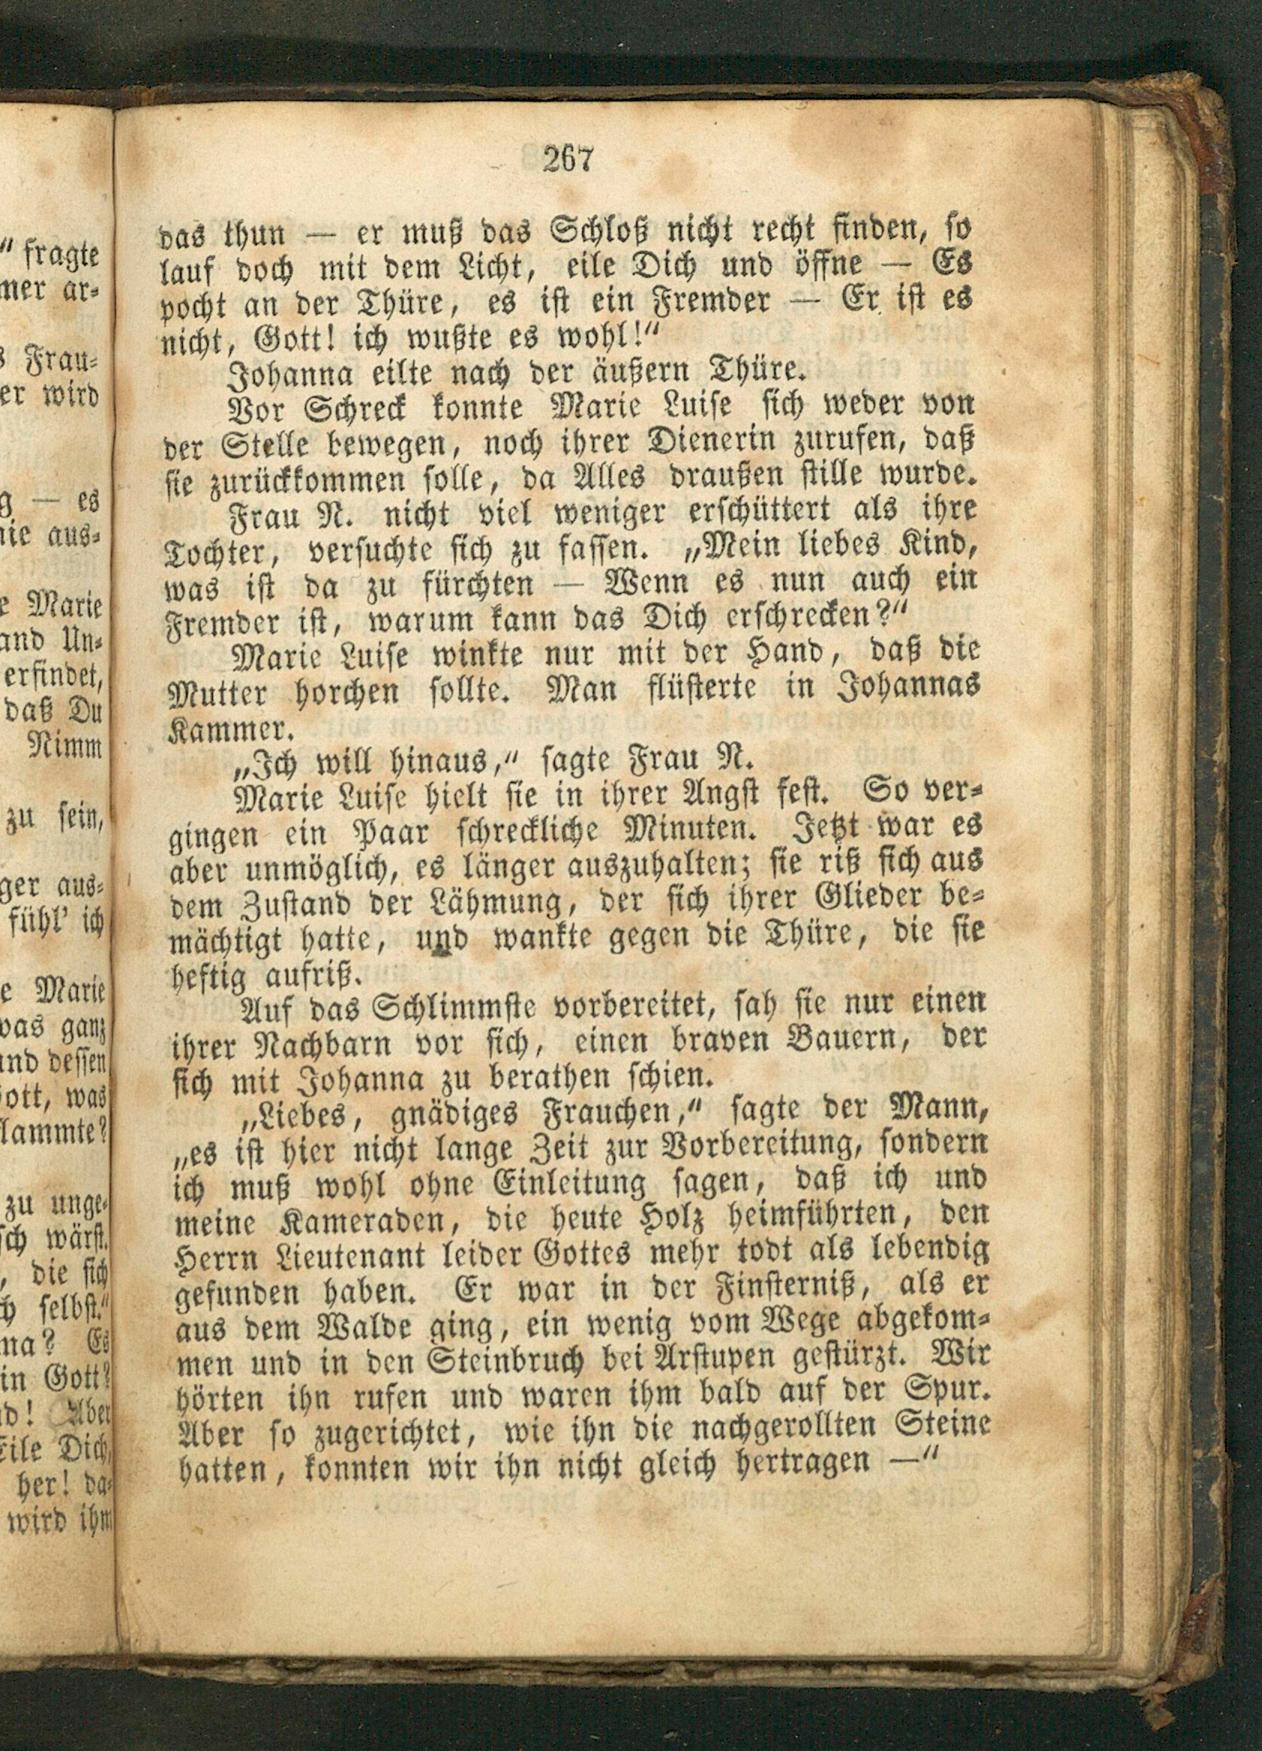 267
das thun — er muß das Schloß nicht recht finden, so
lauf doch mit dem Licht, eile Dich und öffne — Es
pocht an der Thüre, es ist ein Fremder — Er ist es
nicht, Gott! ich wußte es wohl!“
Johanna eilte nach der äußern Thüre.
Vor Schreck konnte Marie Luise sich weder von
der Stelle bewegen, noch ihrer Dienerin zurufen, daß
sie zurückkommen solle, da Alles draußen stille wurde.
Frau N. nicht viel weniger erschüttert als ihre
Tochter, versuchte sich zu fassen. „Mein liebes Kind,
was ist da zu fürchten — Wenn es nun auch ein
Fremder ist, warum kann das Dich erschrecken?“
Marie Luise winkte nur mit der Hand, daß die
Mutter horchen sollte. Man flüsterte in Johannas
Kammer.
„Ich will hinaus,“ sagte Frau N.
Marie Luise hielt sie in ihrer Angst fest. So ver-
gingen ein Paar schreckliche Minuten. Jetzt war es
aber unmöglich, es länger auszuhalten; sie riß sich aus
dem Zustand der Lähmung, der sich ihrer Glieder be-
mächtigt hatte, und wankte gegen die Thüre, die sie
heftig aufriß.
Auf das Schlimmste vorbereitet, sah sie nur einen
ihrer Nachbarn vor sich, einen braven Bauern, der
sich mit Johanna zu berathen schien.
„Liebes, gnädiges Frauchen,“ sagte der Mann,
„es ist hier nicht lange Zeit zur Vorbereitung, sondern
ich muß wohl ohne Einleitung sagen, daß ich und
meine Kameraden, die heute Holz heimführten, den
Herrn Lieutenant leider Gottes mehr todt als lebendig
gefunden haben. Er war in der Finsterniß, als er
aus dem Walde ging, ein wenig vom Wege abgekom-
men und in den Steinbruch bei Arstupen gestürzt. Wir
hörten ihn rufen und waren ihm bald auf der Spur.
Aber so zugerichtet, wie ihn die nachgerollten Steine
hatten, konnten wir ihn nicht gleich hertragen —“